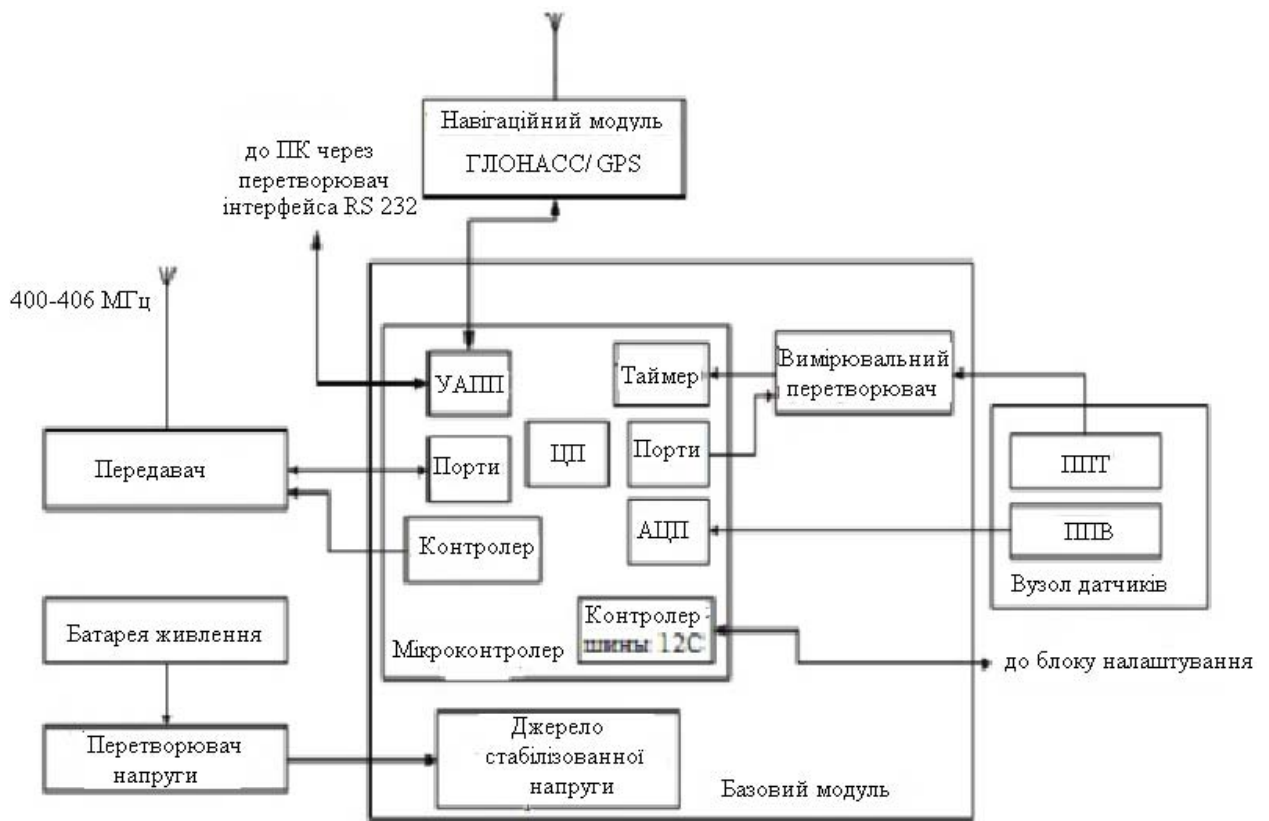 Навігаційний модуль
ГЛОНАСС/ GPS
до ПК через
перетворювач
інтерфейса RS 232
400-406 МГц
УАПП
Таймер
Вимірювальний
перетворювач
Передавач
Порти
ЦП
Порти
ППТ
Контролер
АЦП
ППВ
Вузол датчиків
Батарея живлення
Мікроконтролер
Контролер
шины 12С
до блоку налаштування
Перетворювач
напруги
Джерело
стабілізованної
напруги
Базовий модуль